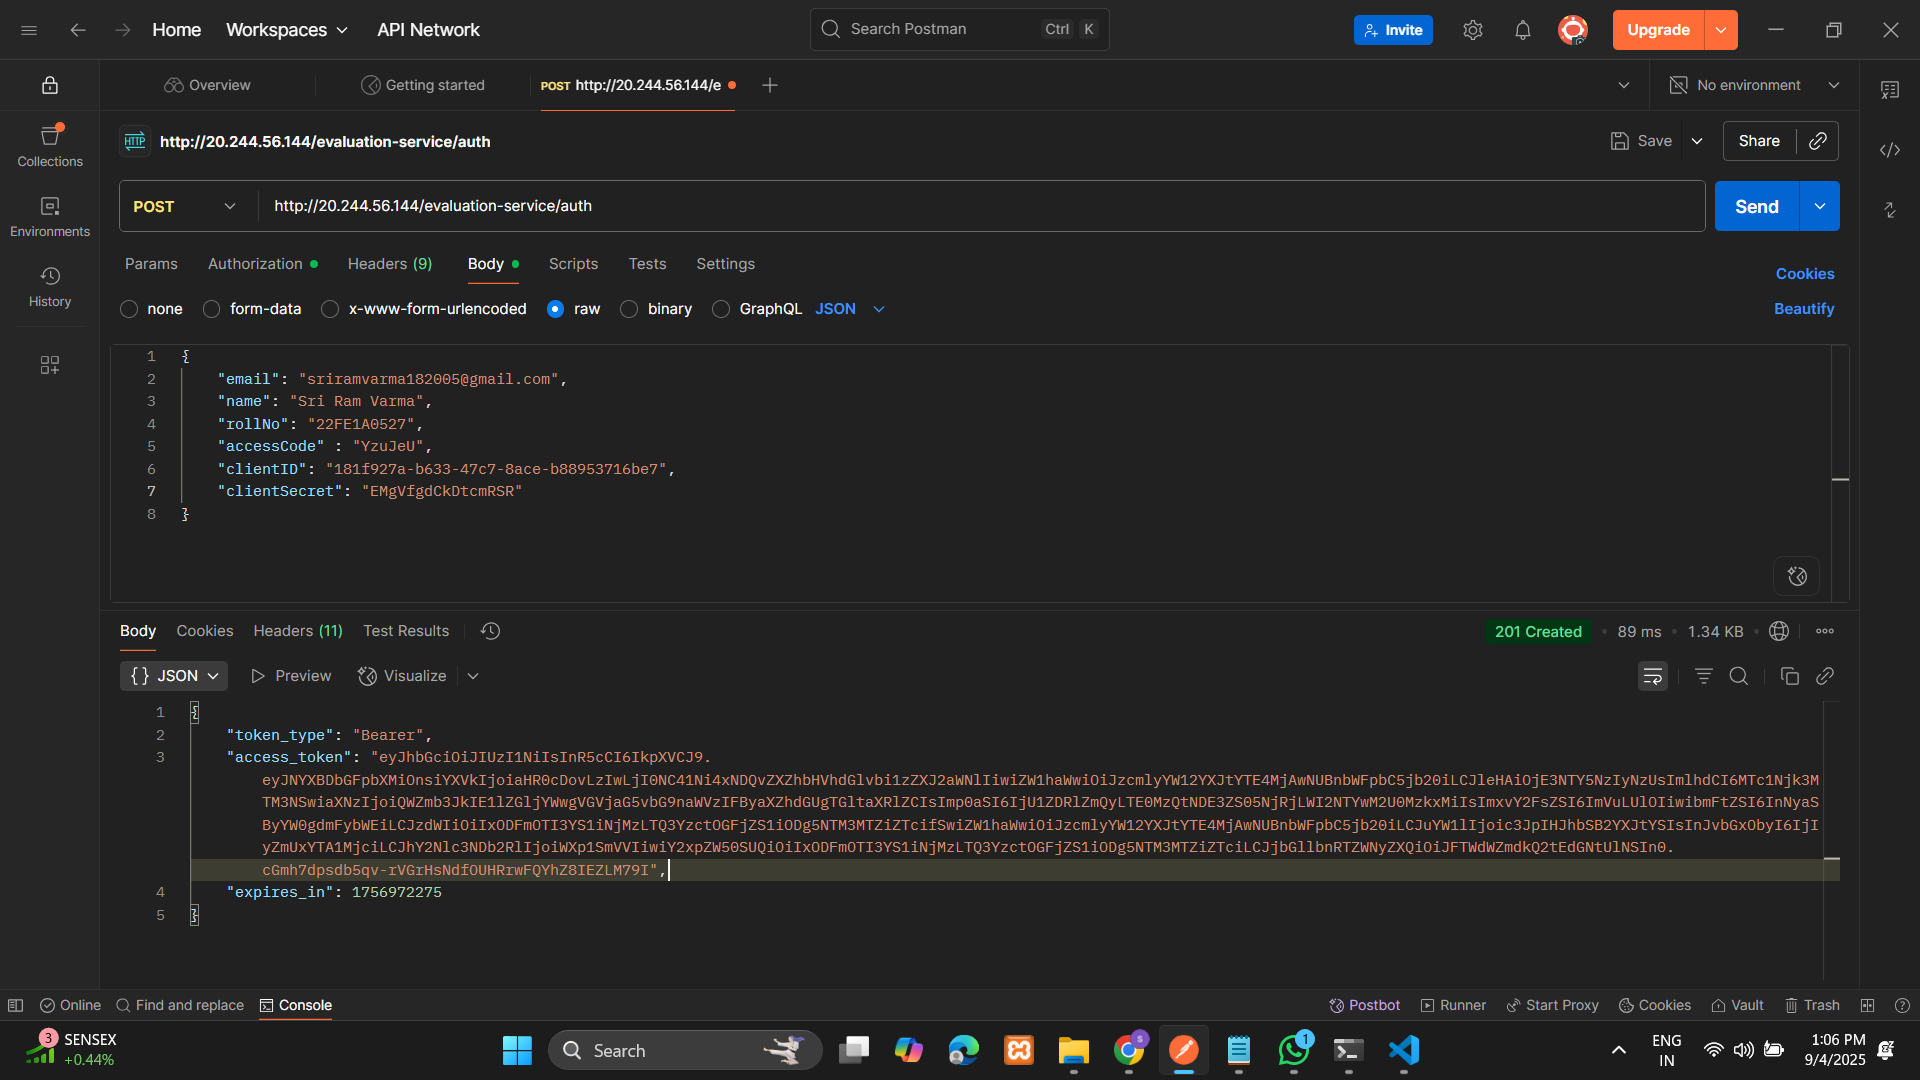 Home Workspaces API Network Search Postman Ctrl K Invite Upgrade
Overview Getting started POST http://20.244.56.144/e No environment
HTTP http://20.244.56.144/evaluation-service/auth Save Share
Collections
POST http://20.244.56.144/evaluation-service/auth Send
Environments
Params Authorization Headers (9) Body Scripts Tests Settings Cookies
History
none form-data x-www-form-urlencoded raw binary GraphQL JSON Beautify
1 {
2 "email": "sriramvarma182005@gmail.com",
3 "name": "Sri Ram Varma",
4 "rollNo": "22FE1A0527",
5 "accessCode" : "YzuJeU",
6 "clientID": "181f927a-b633-47c7-8ace-b88953716be7",
7 "clientSecret": "EMgVfgdCkDtcmRSR"
8 }
Body Cookies Headers (11) Test Results 201 Created 89 ms 1.34 KB
{} JSON Preview Visualize
1 {
2 "token_type": "Bearer",
3 "access_token": "eyJhbGciOiJIUzI1NiIsInR5cCI6IkpXVCJ9.
4 "expires_in": 1756972275
5 }
Online Find and replace Console Postbot Runner Start Proxy Cookies Vault Trash
3 SENSEX
+0.44%
Search
1
ENG
IN
1:06 PM
9/4/2025